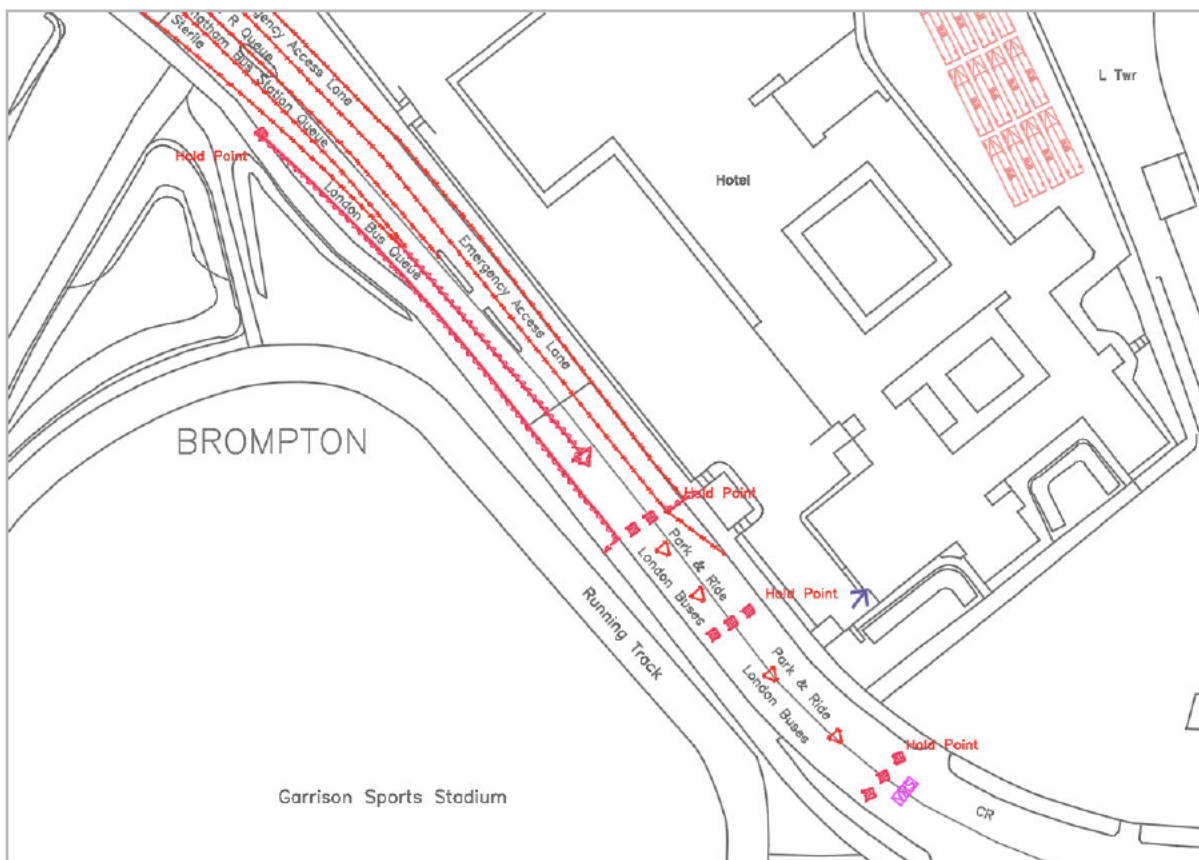 Emergency Access Lane
R Queue
Chatham Bus Station Queue
Sterile
L Twr
Hold Point
Hotel
London Bus Queue
Emergency Access Lane
BROMPTON
Hold Point
Park & Ride
London Buses
Hold Point
Running Track
Park & Ride
London Buses
Hold Point
VMS
CR
Garrison Sports Stadium